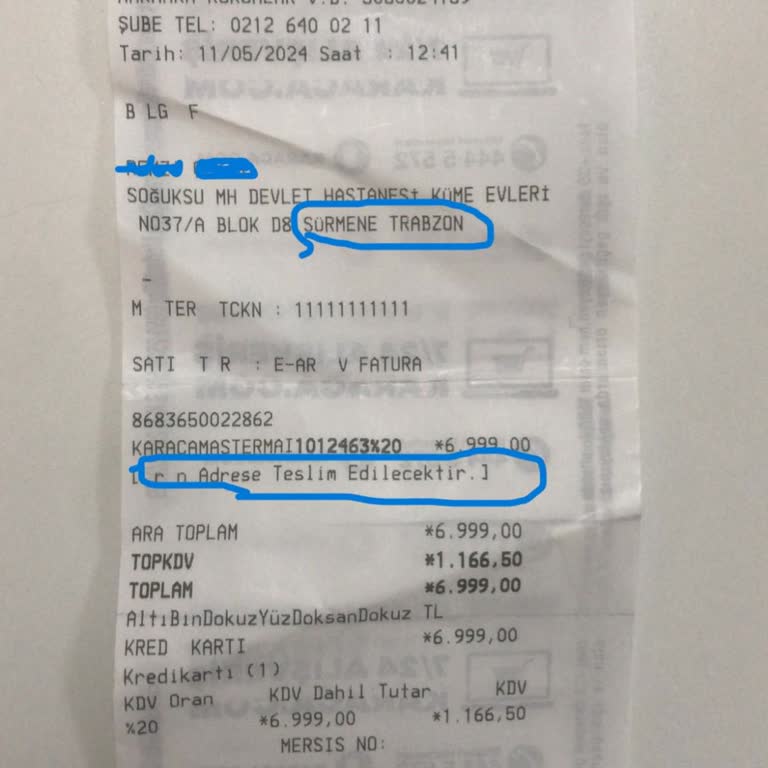 ŞUBE TEL: 0212 640 02 11
Tarih: 11/05/2024 Saat : 12:41
B LG F
SOĞUKSU MH DEVLET HASTANESİ KÜME EVLERİ
NO37/A BLOK D8 SÜRMENE TRABZON
-
M TER TCKN : 11111111111
SATI T R : E-AR V FATURA
8683650022862
KARACAMASTERMAI1012463%20 *6.999,00
[ r n Adrese Teslim Edilecektir.]
ARA TOPLAM *6.999,00
TOPKDV *1.166,50
TOPLAM *6.999,00
AltıBinDokuzYüzDoksanDokuz TL
KRED KARTI *6.999,00
Kredikartı (1)
KDV Oran KDV Dahil Tutar KDV
%20 *6.999,00 *1.166,50
MERSIS NO: